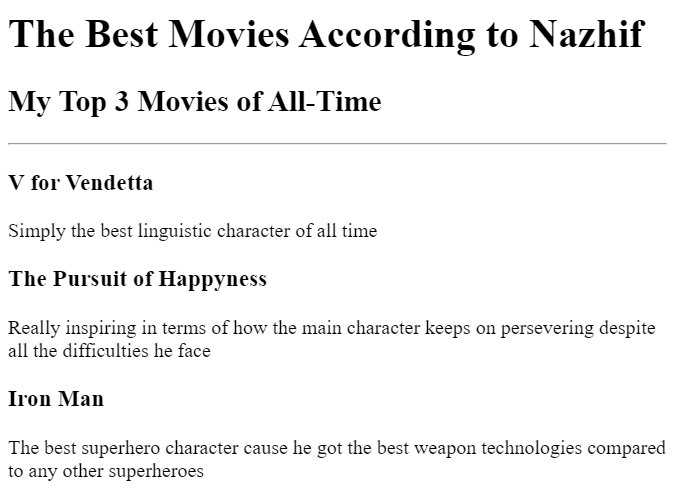 The Best Movies According to Nazhif
My Top 3 Movies of All-Time
V for Vendetta
Simply the best linguistic character of all time
The Pursuit of Happyness
Really inspiring in terms of how the main character keeps on persevering despite
all the difficulties he face
Iron Man
The best superhero character cause he got the best weapon technologies compared
to any other superheroes